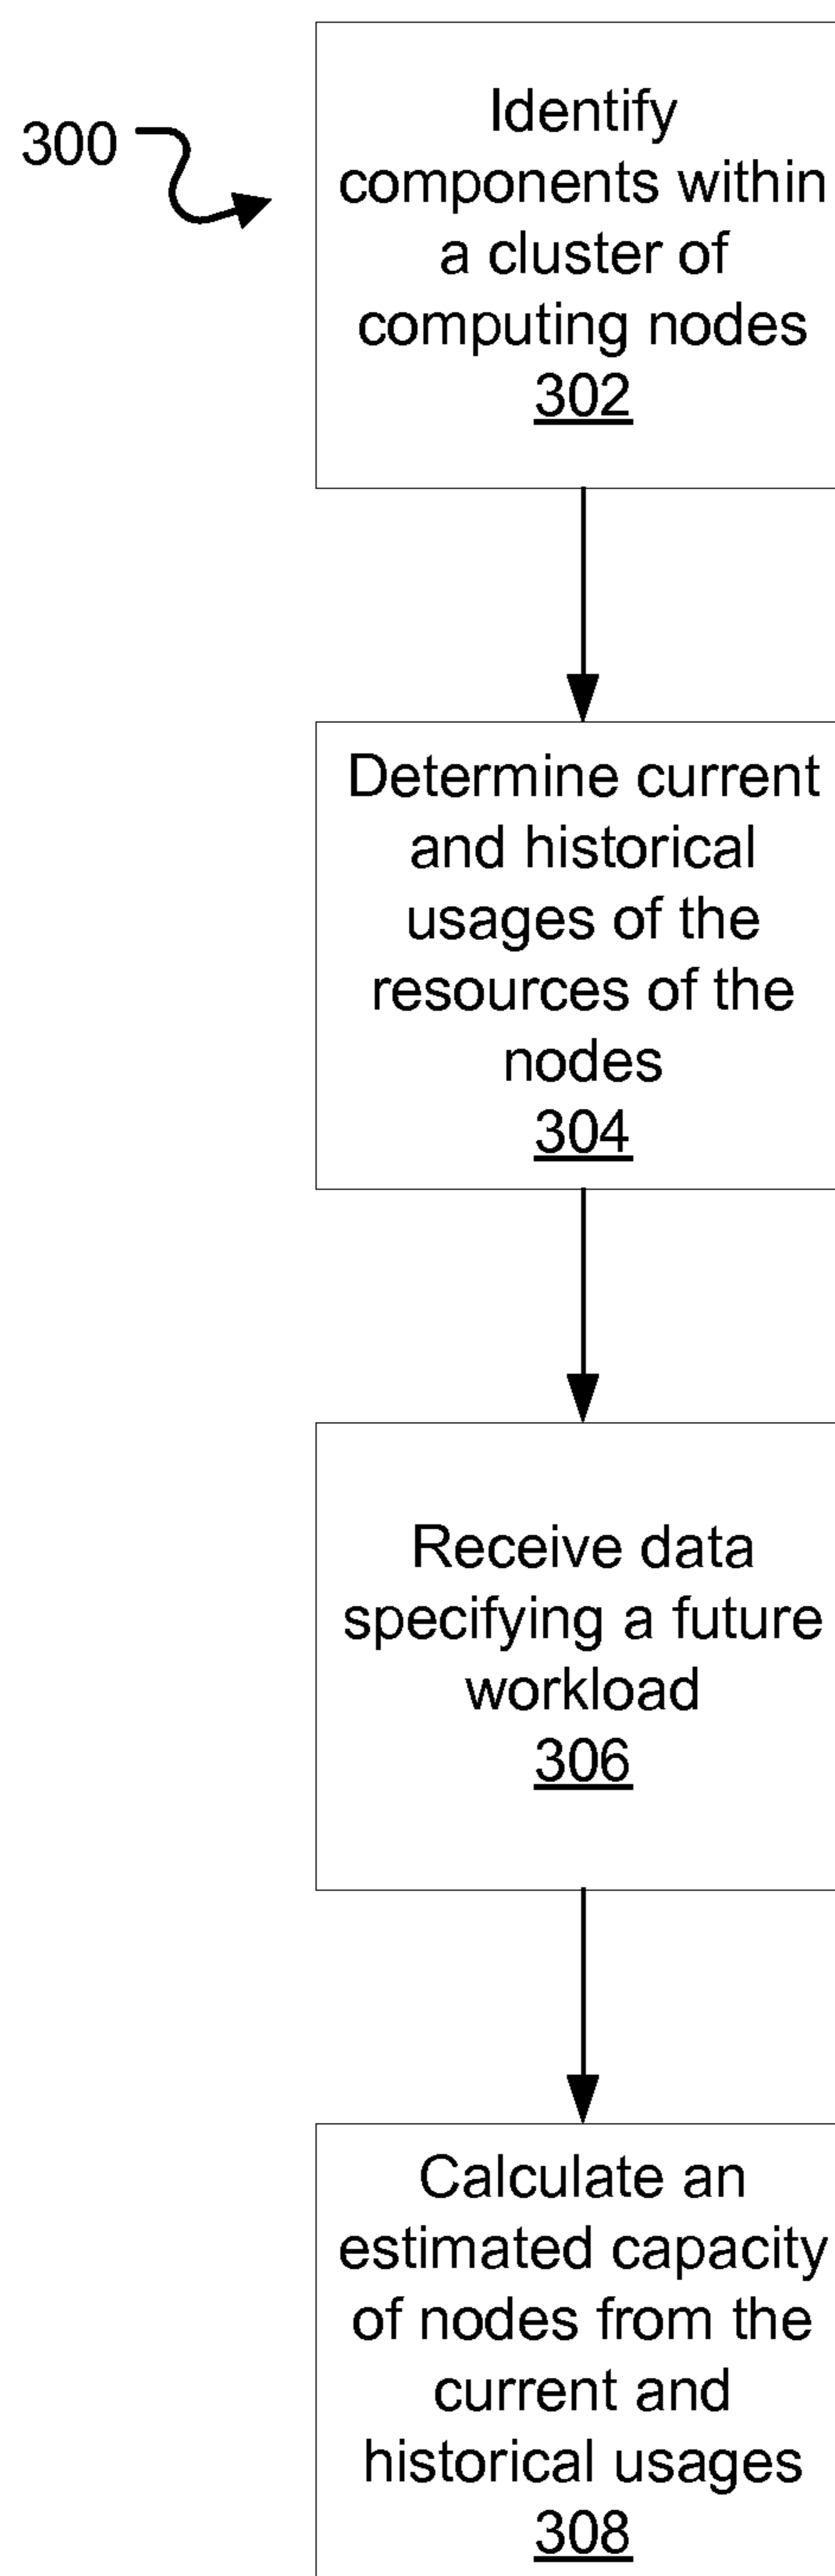 300
Identify
components within
a cluster of
computing nodes
302
Determine current
and historical
usages of the
resources of the
nodes
304
Receive data
specifying a future
workload
306
Calculate an
estimated capacity
of nodes from the
current and
historical usages
308